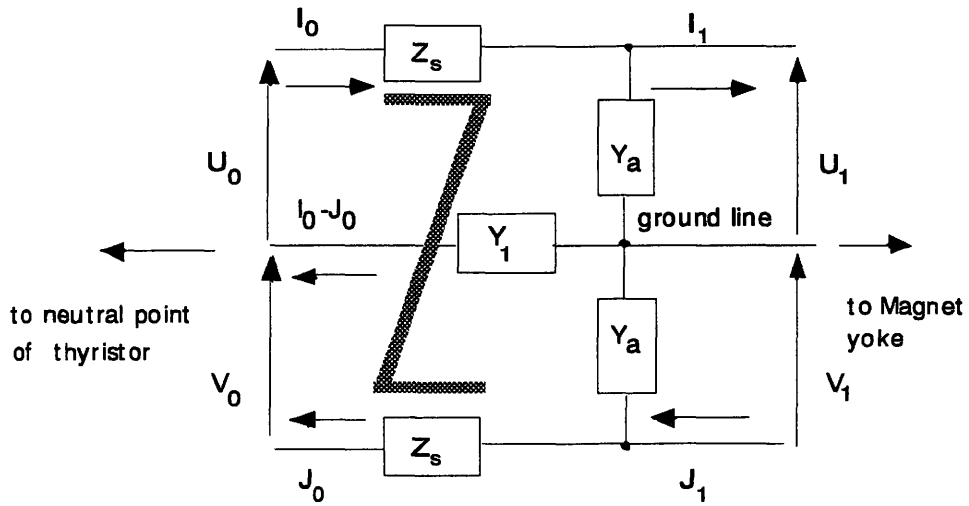 I₀
I₁
Zₛ
U₀
Yₐ
U₁
I₀-J₀
Y₁
ground line
to neutral point
of thyristor
to Magnet
yoke
Yₐ
V₀
V₁
Zₛ
J₀
J₁